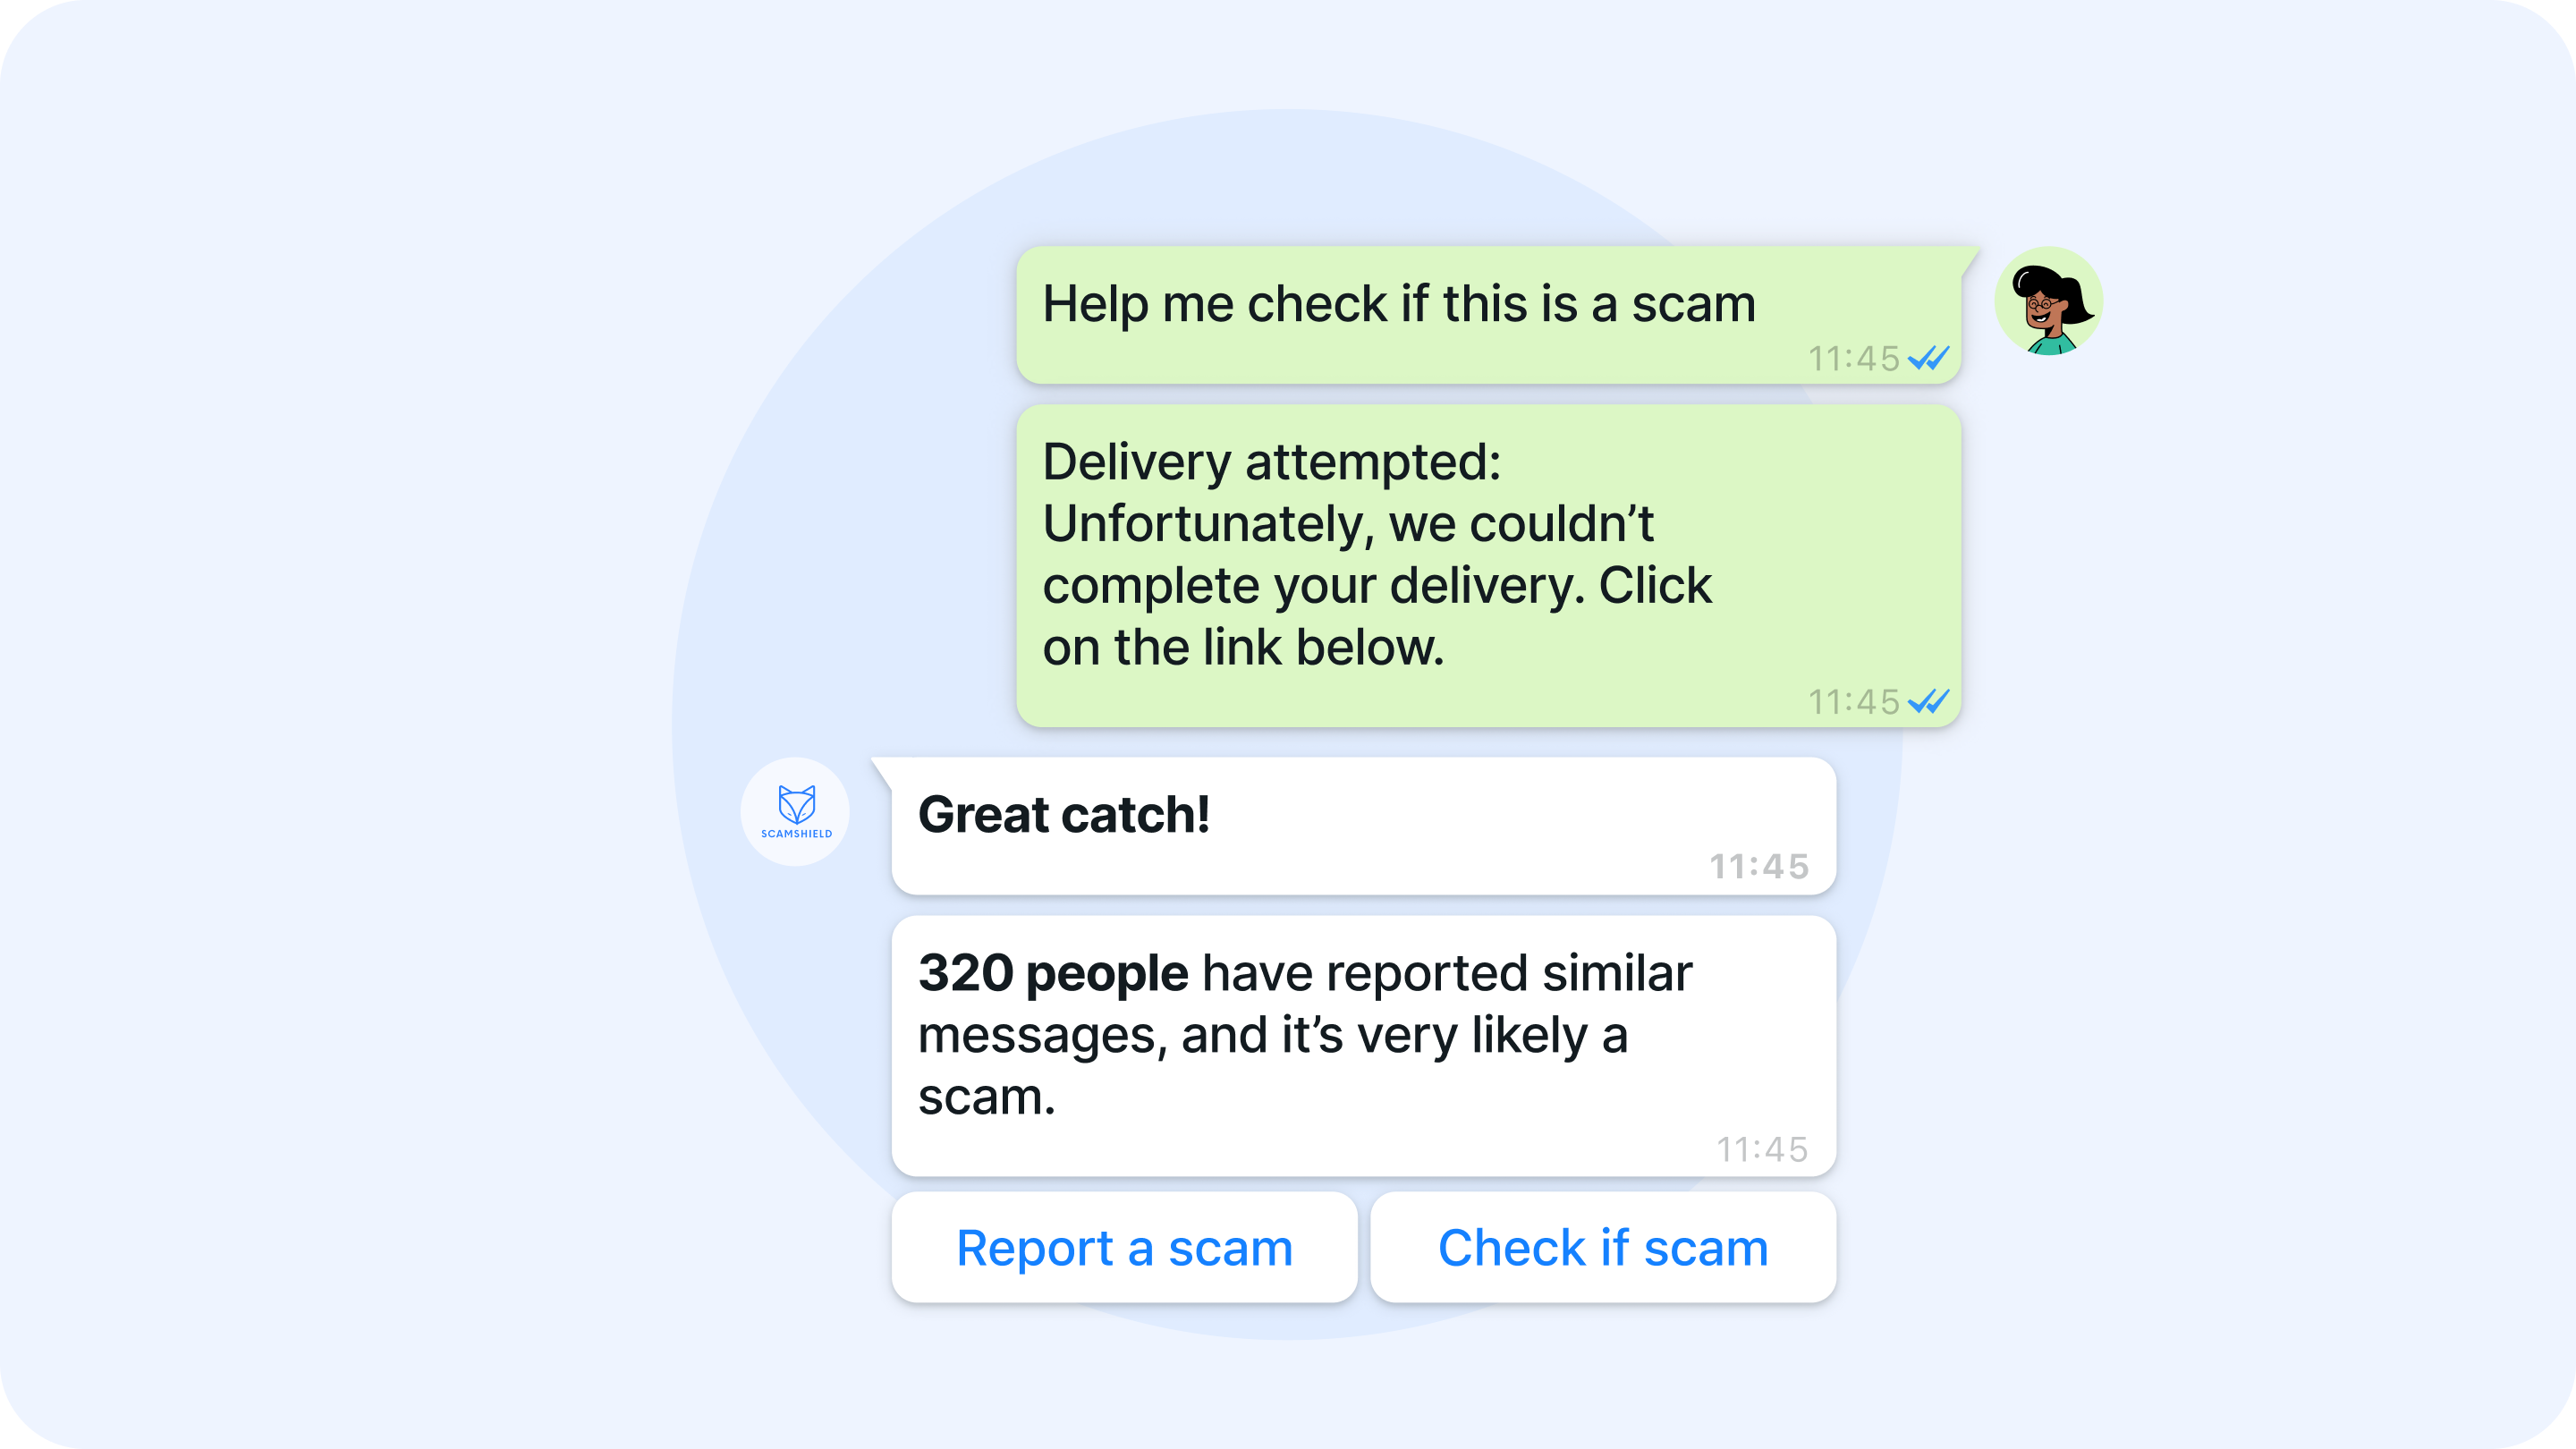 Help me check if this is a scam
11:45
Delivery attempted:
Unfortunately, we couldn’t
complete your delivery. Click
on the link below.
11:45
SCAMSHIELD
Great catch!
11:45
320 people have reported similar
messages, and it’s very likely a
scam.
11:45
Report a scam
Check if scam